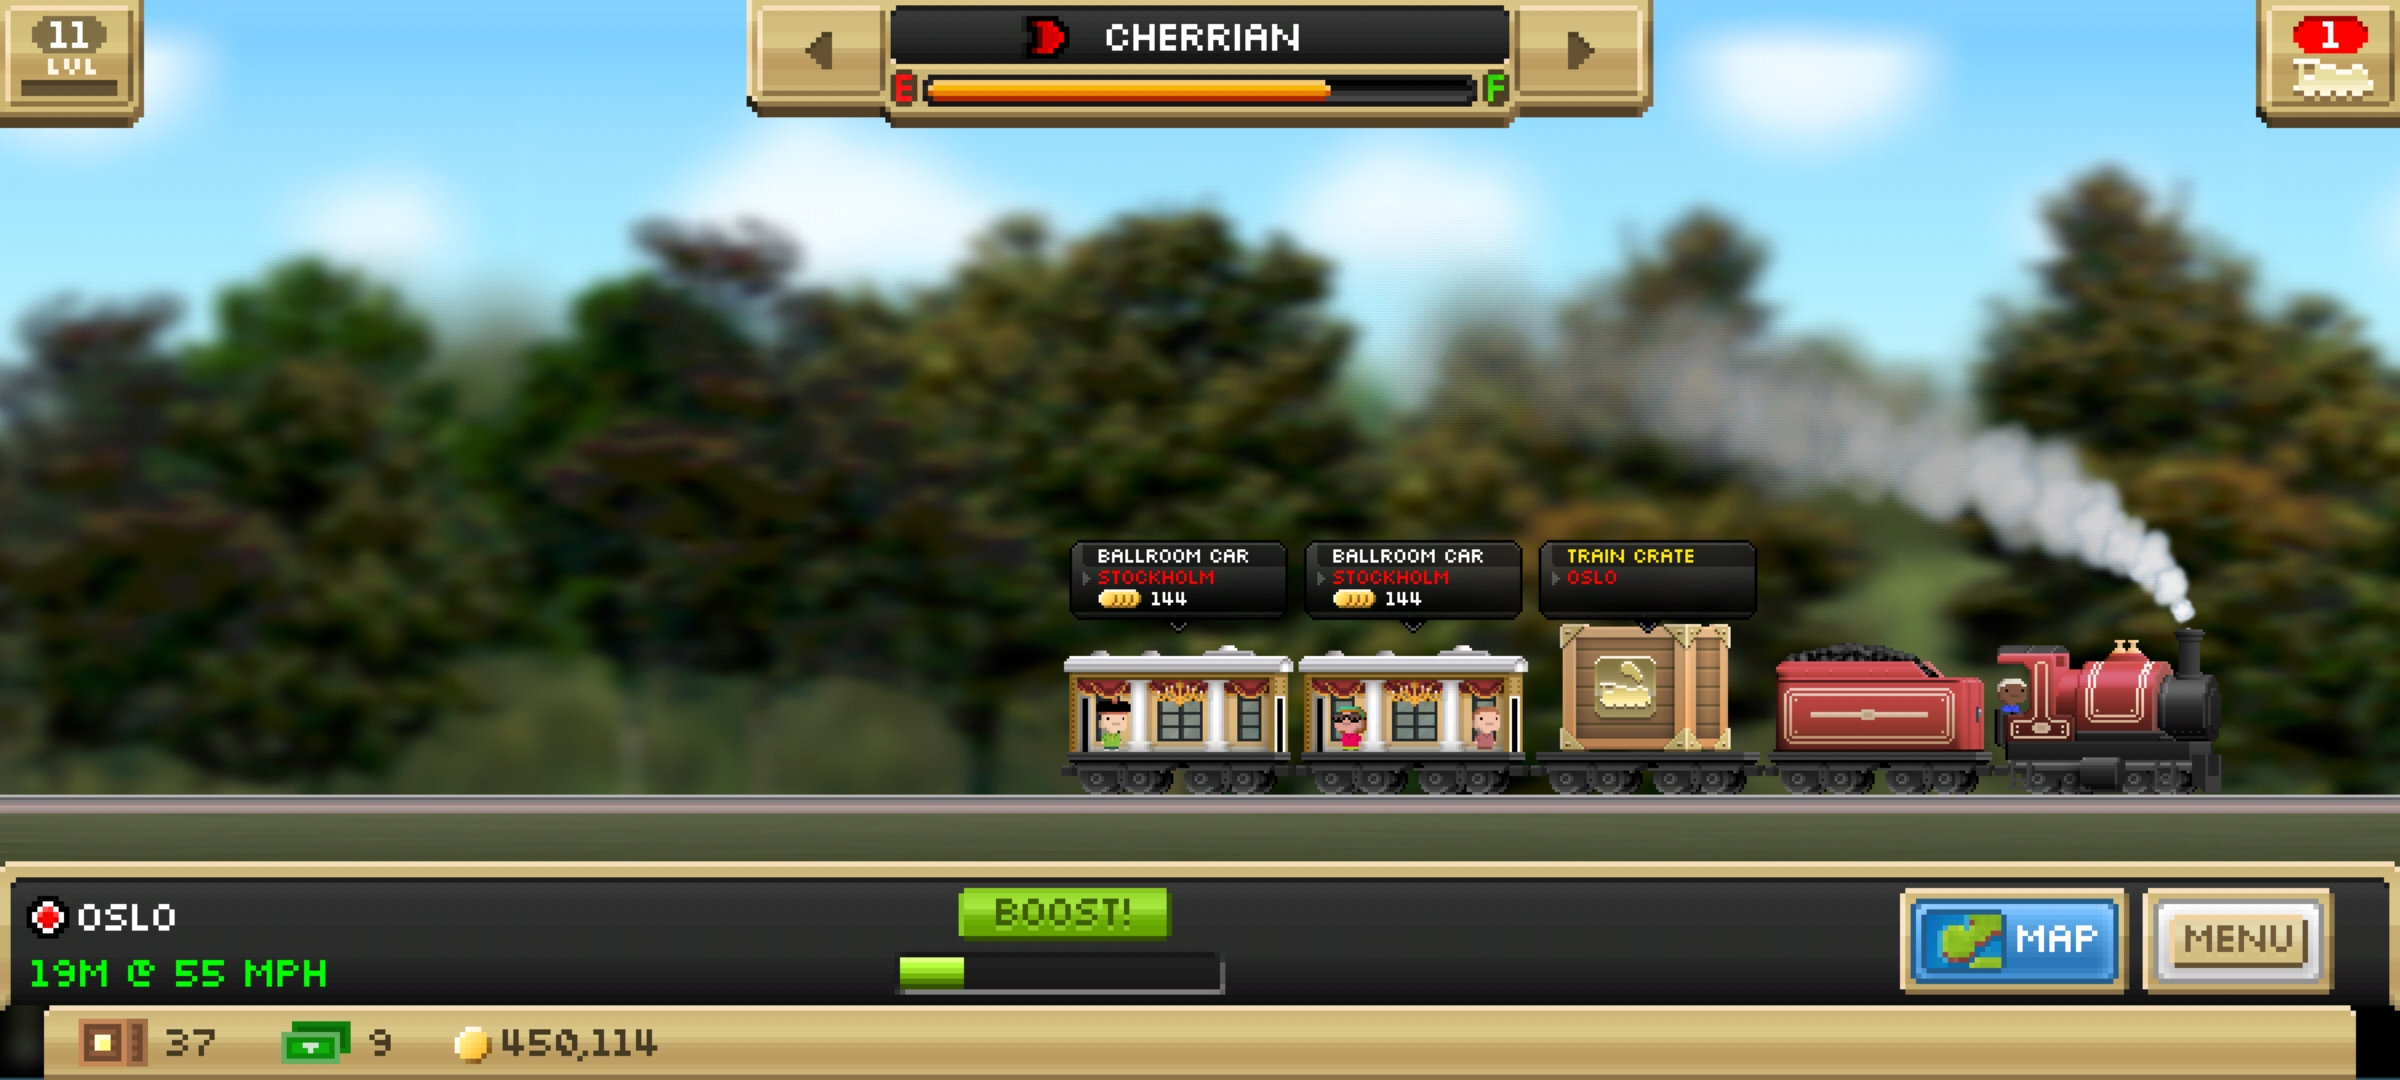 11
LVL
CHERRIAN
E F
1
BALLROOM CAR
STOCKHOLM
144
BALLROOM CAR
STOCKHOLM
144
TRAIN CRATE
OSLO
OSLO
19M @ 55 MPH
BOOST!
MAP
MENU
37
9
450,114